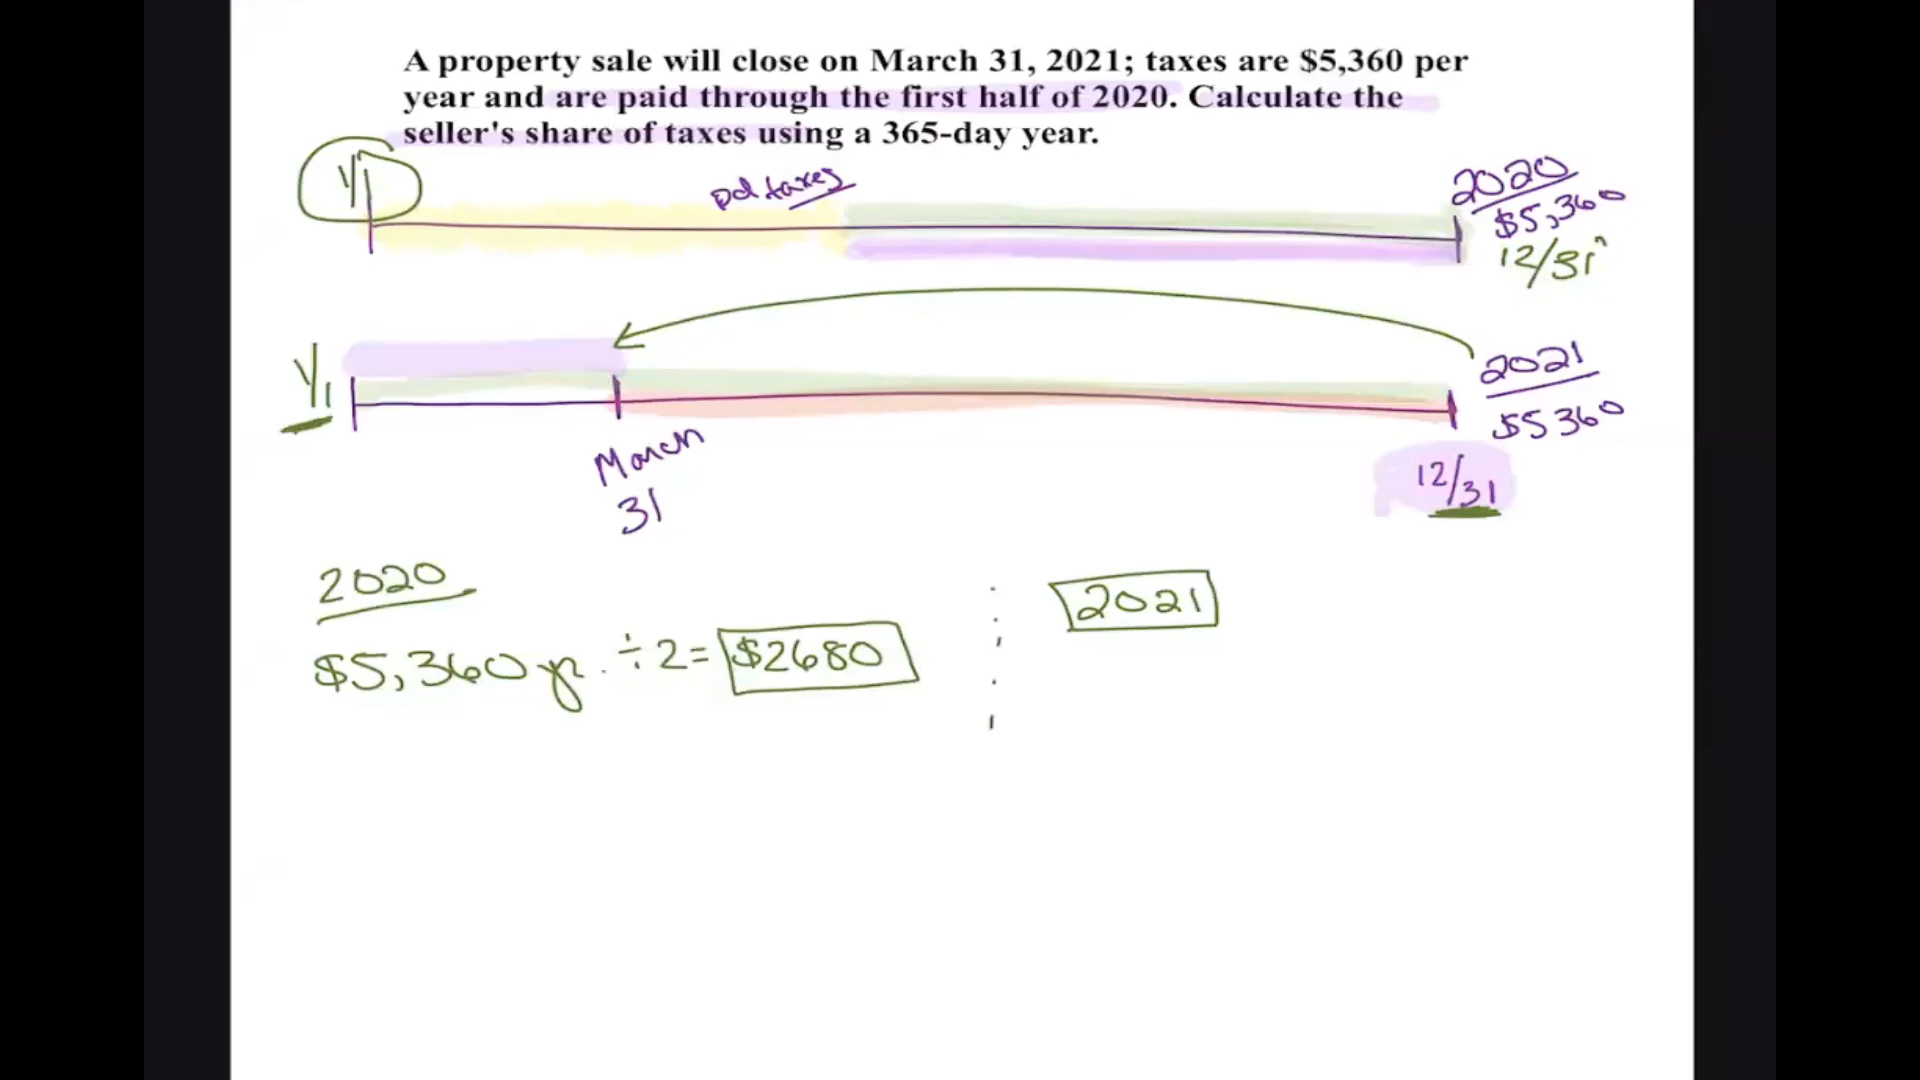 A property sale will close on March 31, 2021; taxes are $5,360 per
year and are paid through the first half of 2020. Calculate the
seller's share of taxes using a 365-day year.
1/1
pd taxes
2020
$5,360
12/31
1/1
2021
$5360
March
31
12/31
2020
$5,360 yr. ÷2= $2680
2021